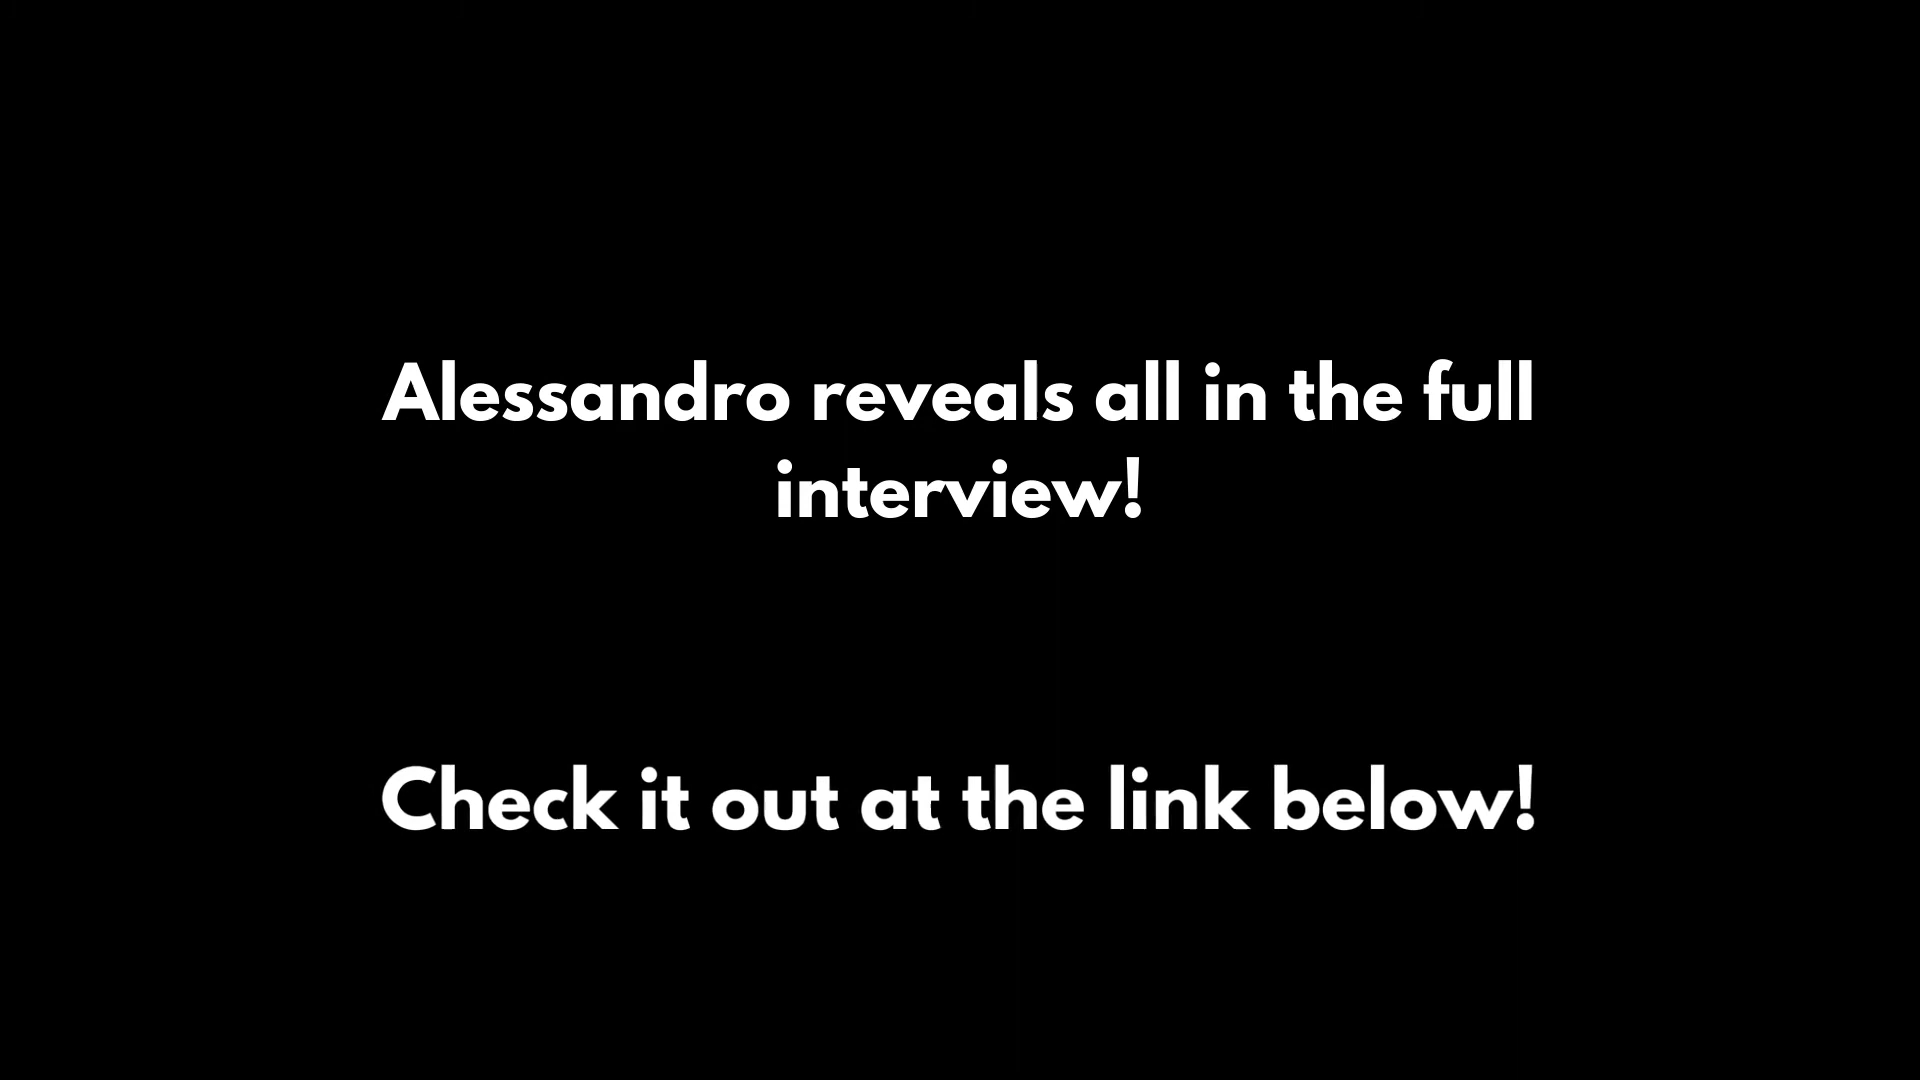 Alessandro reveals all in the full
interview!
Check it out at the link below!